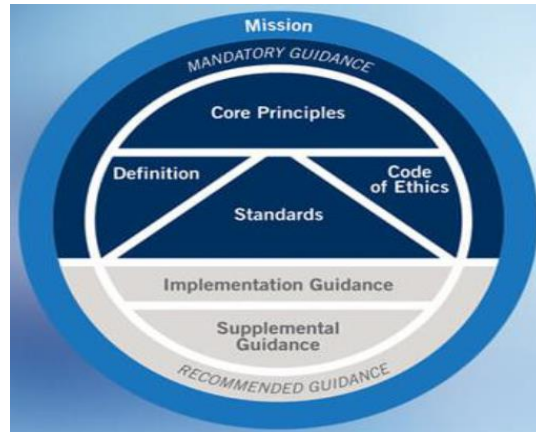 Mission
MANDATORY GUIDANCE
Core Principles
Definition
Code
of Ethics
Standards
Implementation Guidance
Supplemental
Guidance
RECOMMENDED GUIDANCE